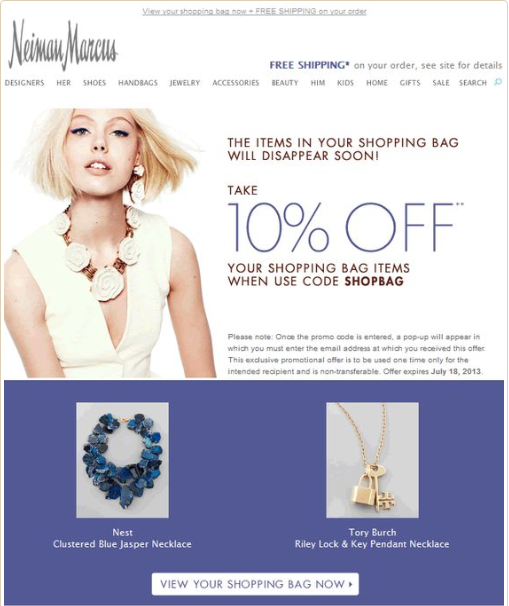 View your shopping bag now + FREE SHIPPING on your order
Neiman Marcus
FREE SHIPPING* on your order, see site for details
DESIGNERS HER SHOES HANDBAGS JEWELRY ACCESSORIES BEAUTY HIM KIDS HOME GIFTS SALE SEARCH
THE ITEMS IN YOUR SHOPPING BAG
WILL DISAPPEAR SOON!
TAKE
10% OFF**
YOUR SHOPPING BAG ITEMS
WHEN USE CODE SHOPBAG
Please note: Once the promo code is entered, a pop-up will appear in
which you must enter the email address at which you received this offer.
This exclusive promotional offer is to be used one time only for the
intended recipient and is non-transferable. Offer expires July 18, 2013.
Nest
Clustered Blue Jasper Necklace
Tory Burch
Riley Lock & Key Pendant Necklace
VIEW YOUR SHOPPING BAG NOW